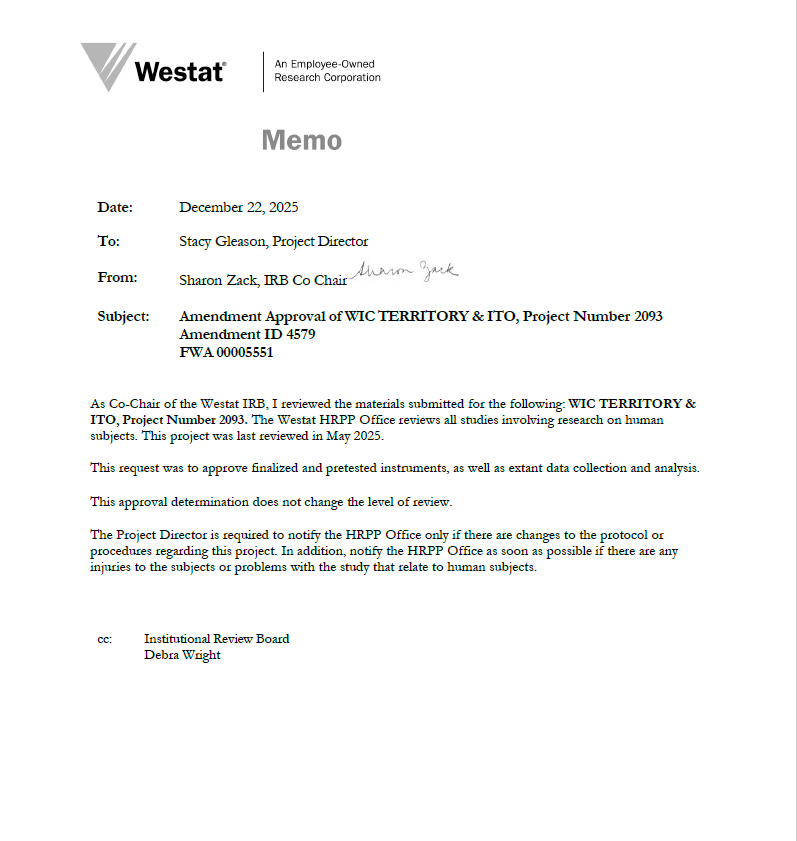 Westat®
An Employee-Owned
Research Corporation
Memo
Date: December 22, 2025
To: Stacy Gleason, Project Director
From: Sharon Zack, IRB Co Chair Sharon Zack
Subject: Amendment Approval of WIC TERRITORY & ITO, Project Number 2093
Amendment ID 4579
FWA 00005551
As Co-Chair of the Westat IRB, I reviewed the materials submitted for the following: WIC TERRITORY &
ITO, Project Number 2093. The Westat HRPP Office reviews all studies involving research on human
subjects. This project was last reviewed in May 2025.
This request was to approve finalized and pretested instruments, as well as extant data collection and analysis.
This approval determination does not change the level of review.
The Project Director is required to notify the HRPP Office only if there are changes to the protocol or
procedures regarding this project. In addition, notify the HRPP Office as soon as possible if there are any
injuries to the subjects or problems with the study that relate to human subjects.
cc: Institutional Review Board
Debra Wright